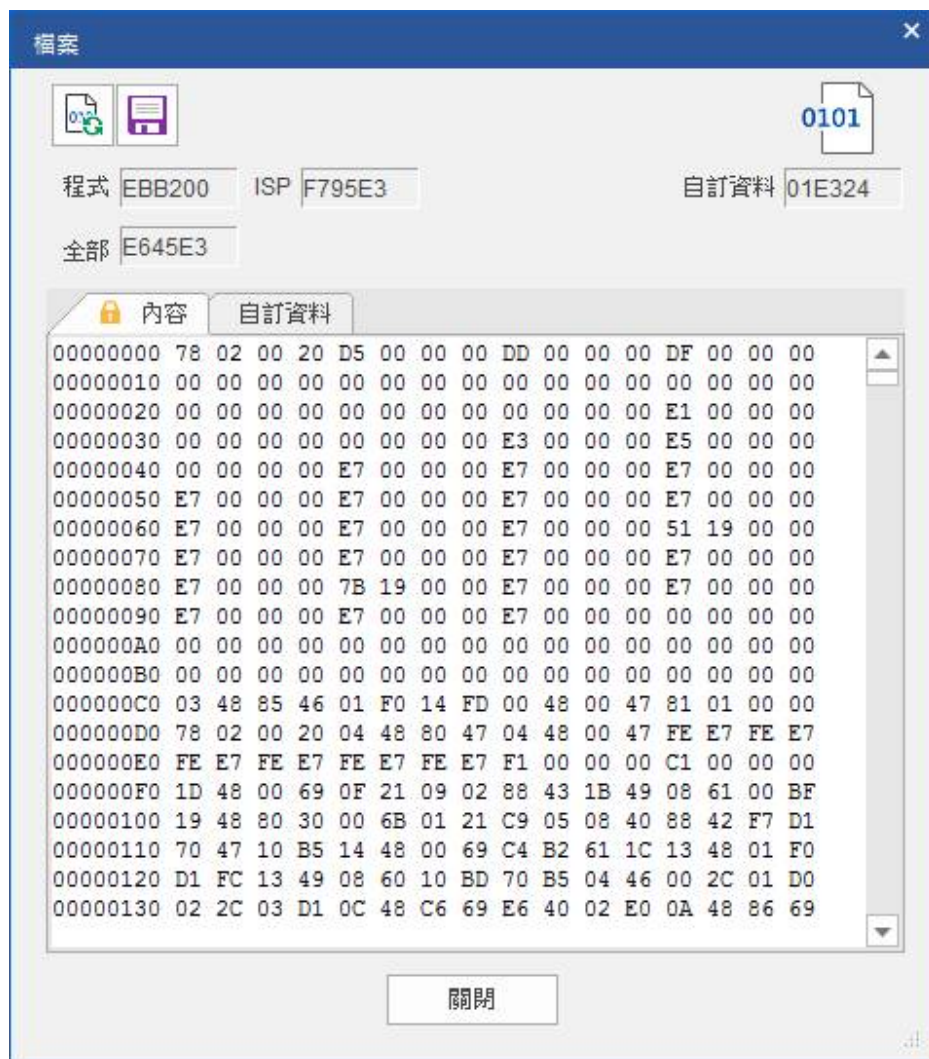 檔案
0101
程式 EBB200 ISP F795E3 自訂資料 01E324
全部 E645E3
內容 自訂資料
00000000 78 02 00 20 D5 00 00 00 DD 00 00 00 DF 00 00 00
00000010 00 00 00 00 00 00 00 00 00 00 00 00 00 00 00 00
00000020 00 00 00 00 00 00 00 00 00 00 00 00 E1 00 00 00
00000030 00 00 00 00 00 00 00 00 E3 00 00 00 E5 00 00 00
00000040 00 00 00 00 E7 00 00 00 E7 00 00 00 E7 00 00 00
00000050 E7 00 00 00 E7 00 00 00 E7 00 00 00 E7 00 00 00
00000060 E7 00 00 00 E7 00 00 00 E7 00 00 00 51 19 00 00
00000070 E7 00 00 00 E7 00 00 00 E7 00 00 00 E7 00 00 00
00000080 E7 00 00 00 7B 19 00 00 E7 00 00 00 E7 00 00 00
00000090 E7 00 00 00 E7 00 00 00 E7 00 00 00 00 00 00 00
000000A0 00 00 00 00 00 00 00 00 00 00 00 00 00 00 00 00
000000B0 00 00 00 00 00 00 00 00 00 00 00 00 00 00 00 00
000000C0 03 48 85 46 01 F0 14 FD 00 48 00 47 81 01 00 00
000000D0 78 02 00 20 04 48 80 47 04 48 00 47 FE E7 FE E7
000000E0 FE E7 FE E7 FE E7 FE E7 F1 00 00 00 C1 00 00 00
000000F0 1D 48 00 69 0F 21 09 02 88 43 1B 49 08 61 00 BF
00000100 19 48 80 30 00 6B 01 21 C9 05 08 40 88 42 F7 D1
00000110 70 47 10 B5 14 48 00 69 C4 B2 61 1C 13 48 01 F0
00000120 D1 FC 13 49 08 60 10 BD 70 B5 04 46 00 2C 01 D0
00000130 02 2C 03 D1 0C 48 C6 69 E6 40 02 E0 0A 48 86 69
關閉